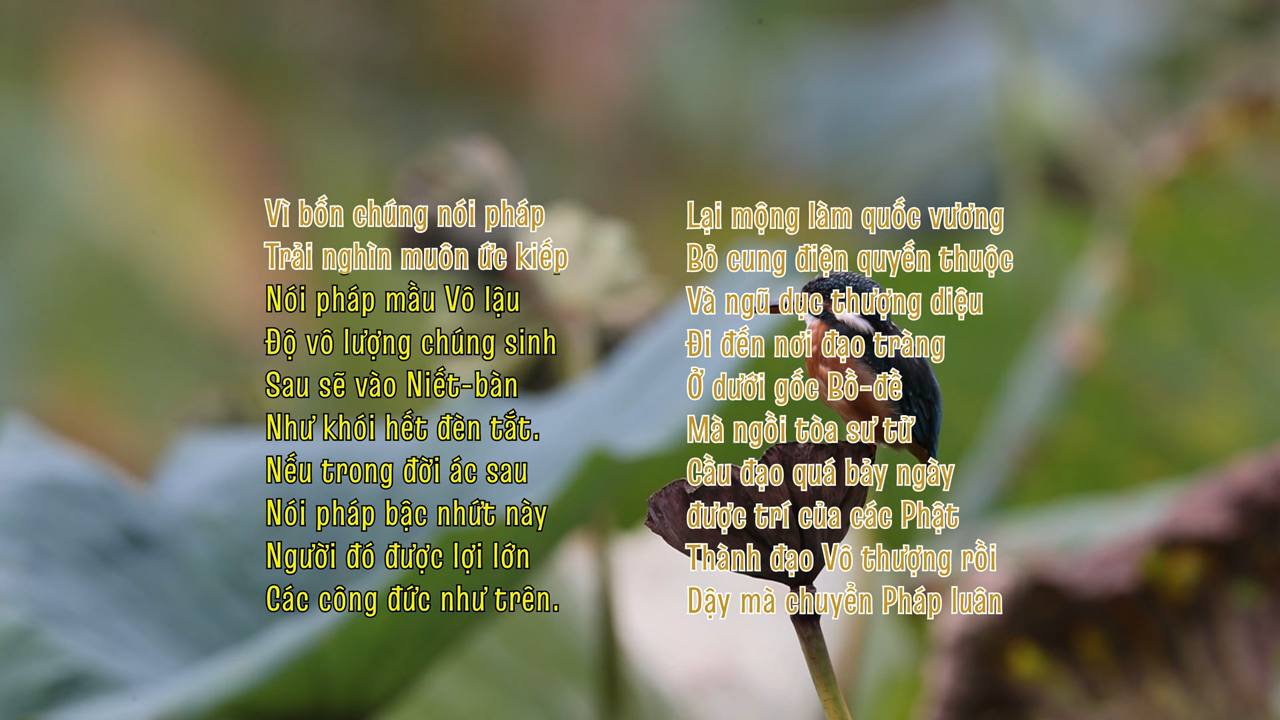 Vì bốn chúng nói pháp
Trải nghìn muôn ức kiếp
Nói pháp mầu Vô lậu
Độ vô lượng chúng sinh
Sau sẽ vào Niết-bàn
Như khói hết đèn tắt.
Nếu trong đời ác sau
Nói pháp bậc nhứt này
Người đó được lợi lớn
Các công đức như trên.
Lại mộng làm quốc vương
Bỏ cung điện quyến thuộc
Và ngũ dục thượng diệu
Đi đến nơi đạo tràng
Ở dưới gốc Bồ-đề
Mà ngồi tòa sư tử
Cầu đạo quá bảy ngày
được trí của các Phật
Thành đạo Vô thượng rồi
Dậy mà chuyển Pháp luân